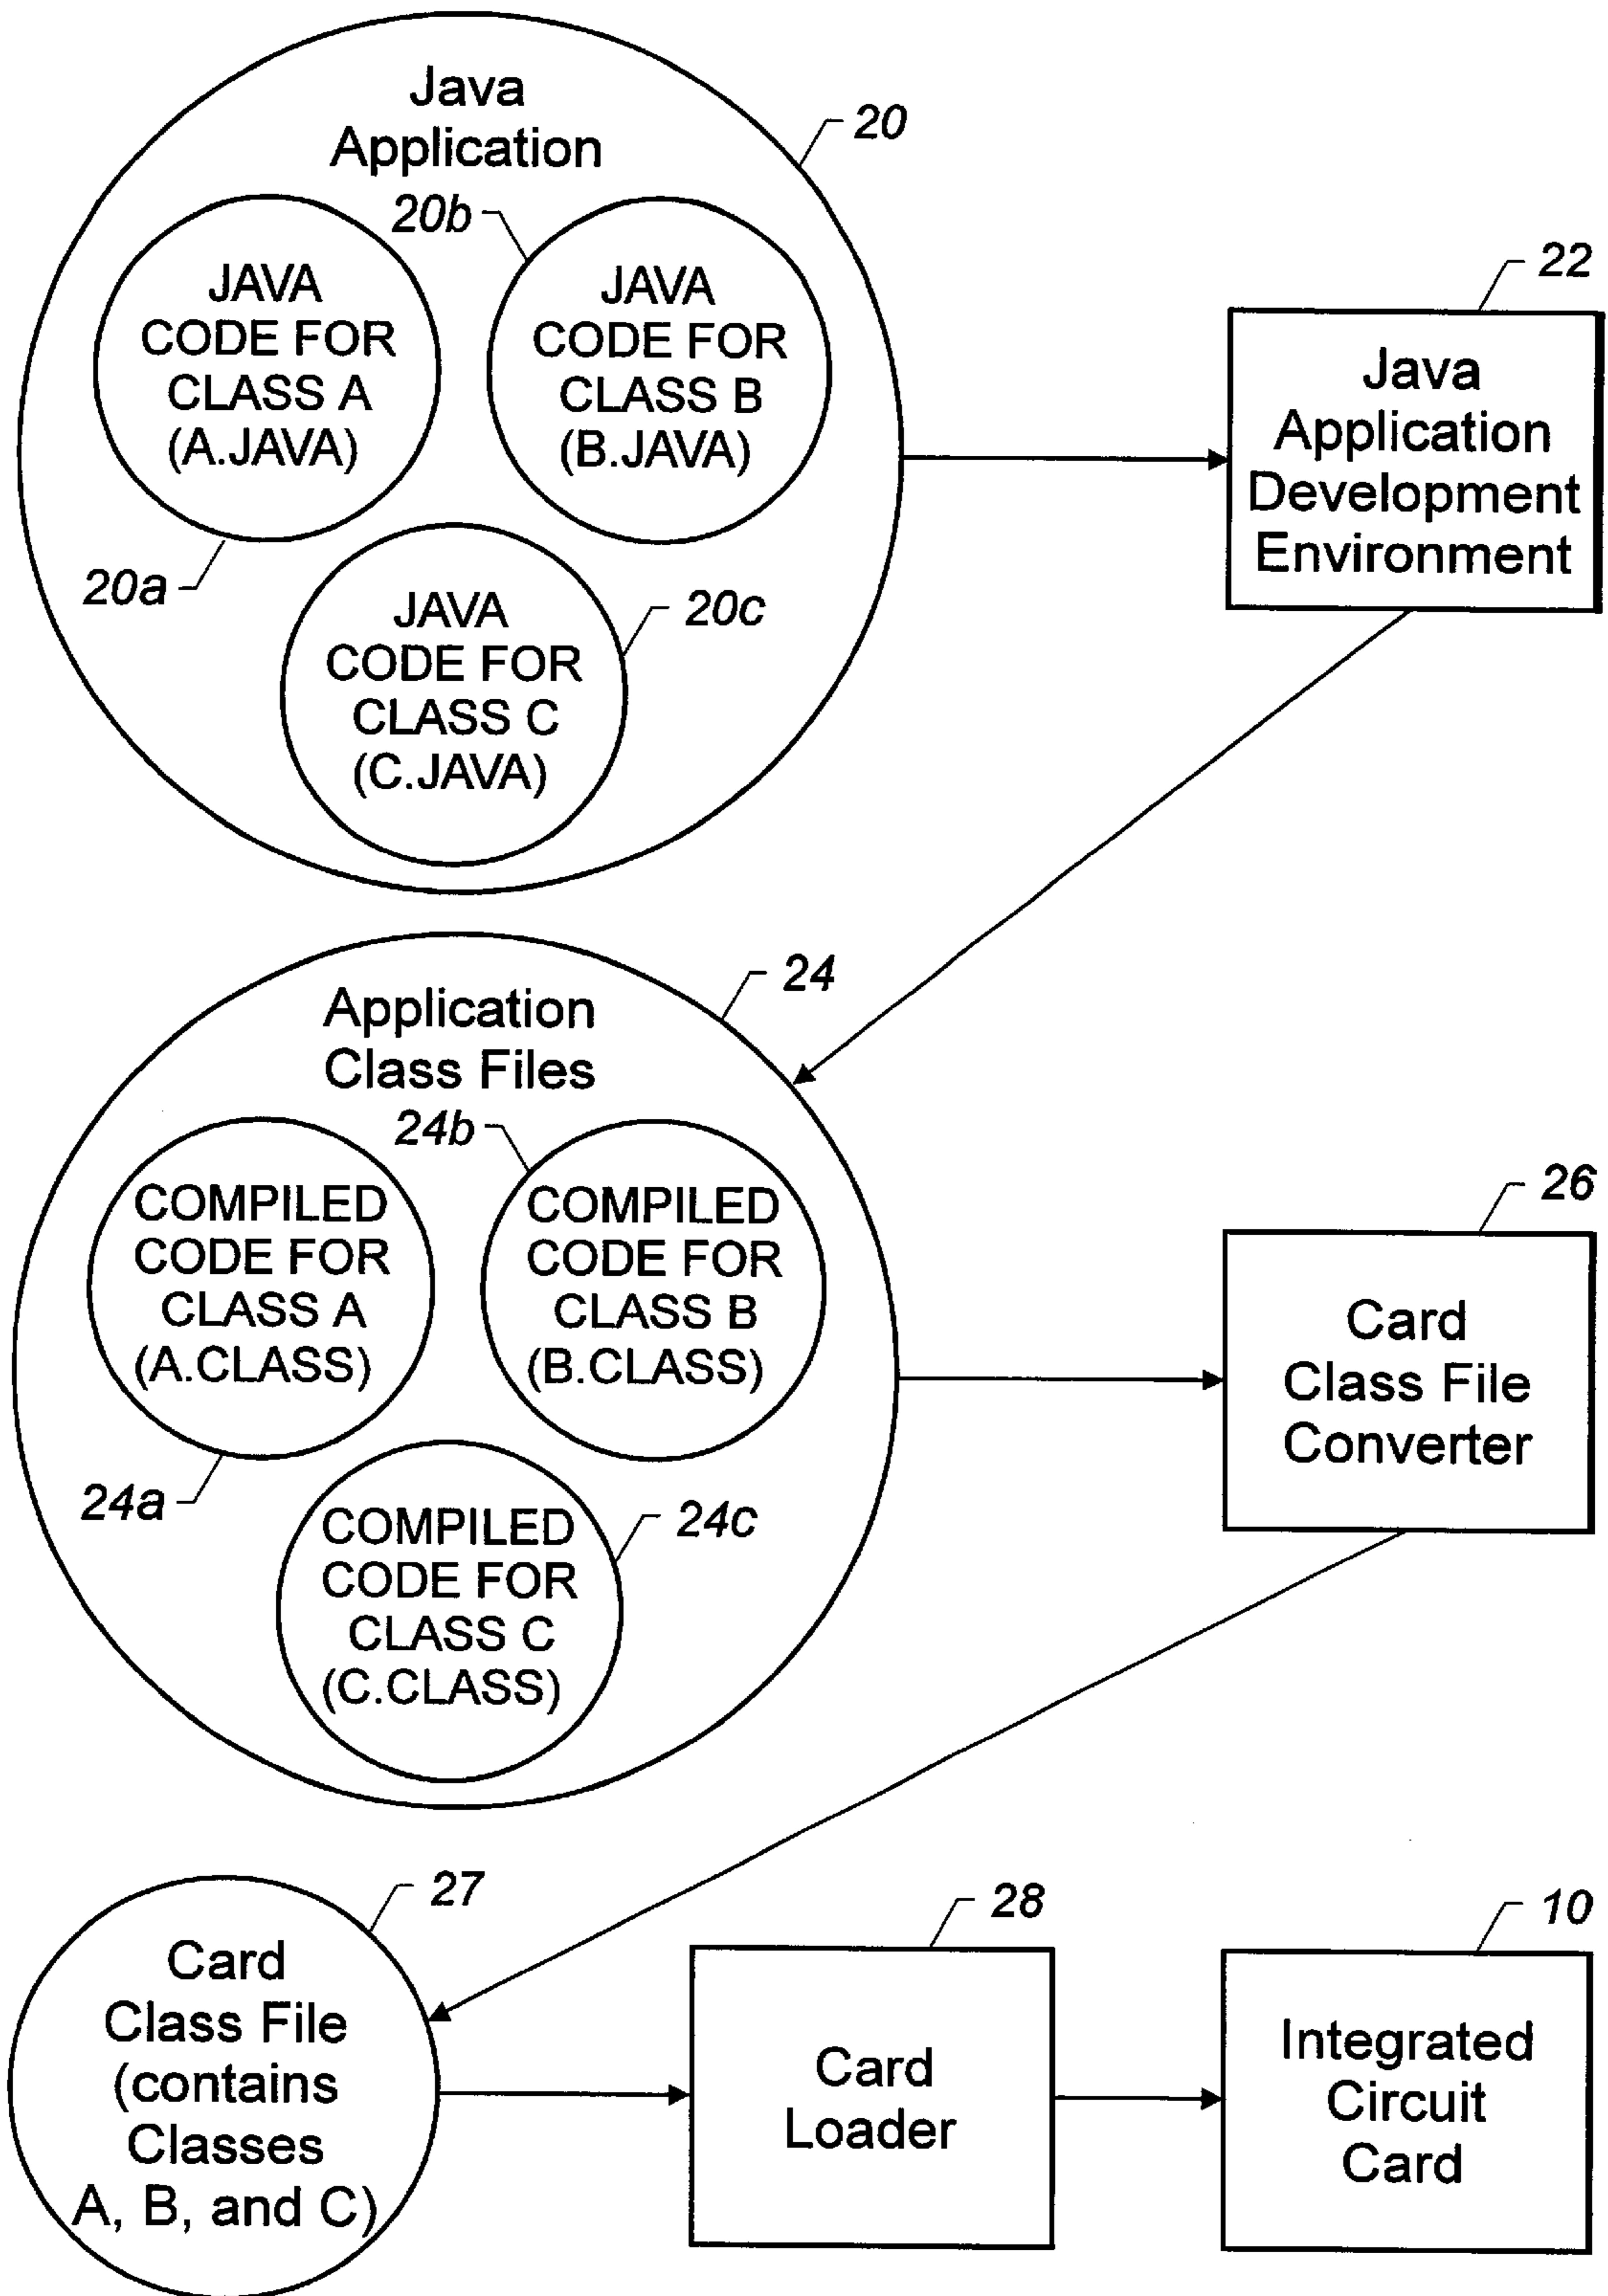 Java
Application
20
20b
JAVA
CODE FOR
CLASS A
(A.JAVA)
JAVA
CODE FOR
CLASS B
(B.JAVA)
20a
JAVA
CODE FOR
CLASS C
(C.JAVA)
20c
22
Java
Application
Development
Environment
24
Application
Class Files
24b
COMPILED
CODE FOR
CLASS A
(A.CLASS)
COMPILED
CODE FOR
CLASS B
(B.CLASS)
24a
COMPILED
CODE FOR
CLASS C
(C.CLASS)
24c
26
Card
Class File
Converter
27
Card
Class File
(contains
Classes
A, B, and C)
28
Card
Loader
10
Integrated
Circuit
Card